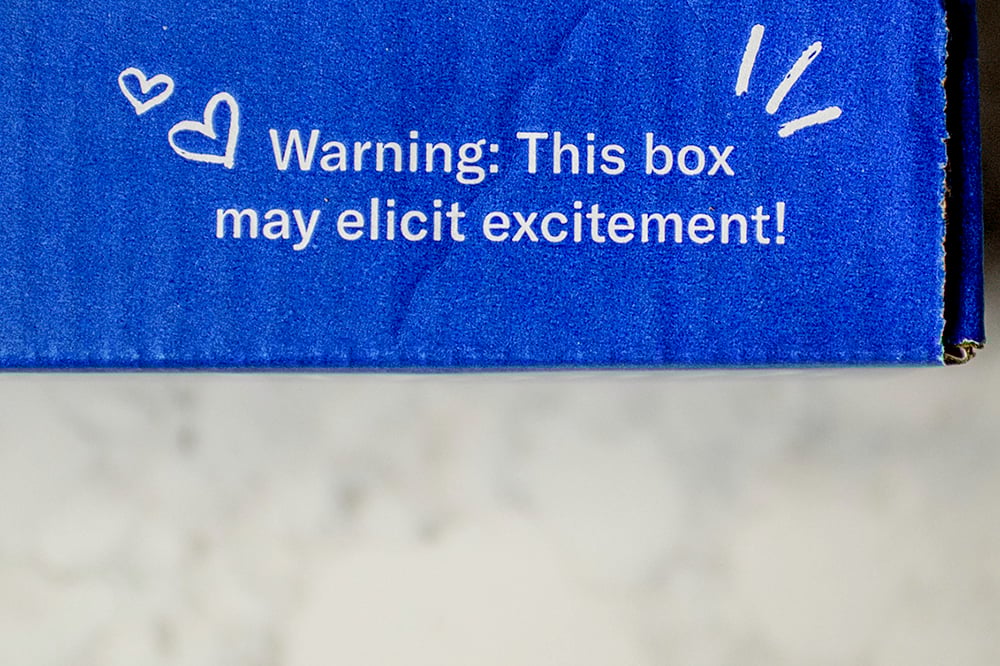 Warning: This box
may elicit excitement!